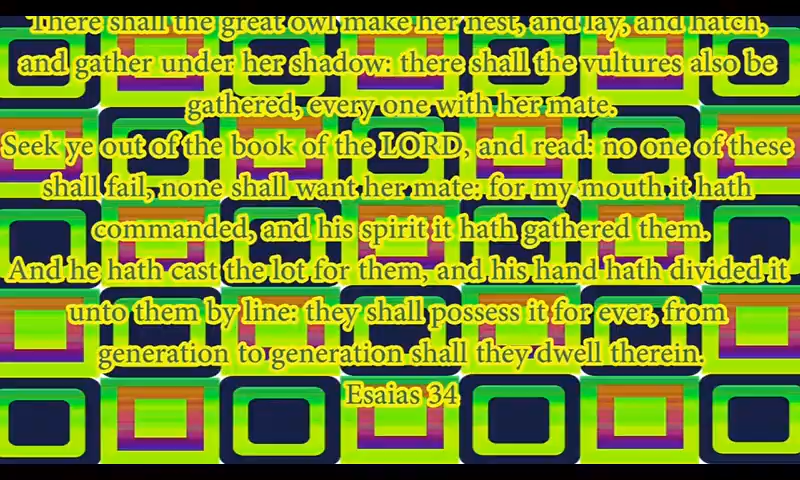 There shall the great owl make her nest, and lay, and hatch,
and gather under her shadow: there shall the vultures also be
gathered, every one with her mate.
Seek ye out of the book of the LORD, and read: no one of these
shall fail, none shall want her mate: for my mouth it hath
commanded, and his spirit it hath gathered them.
And he hath cast the lot for them, and his hand hath divided it
unto them by line: they shall possess it for ever, from
generation to generation shall they dwell therein.
Esaias 34